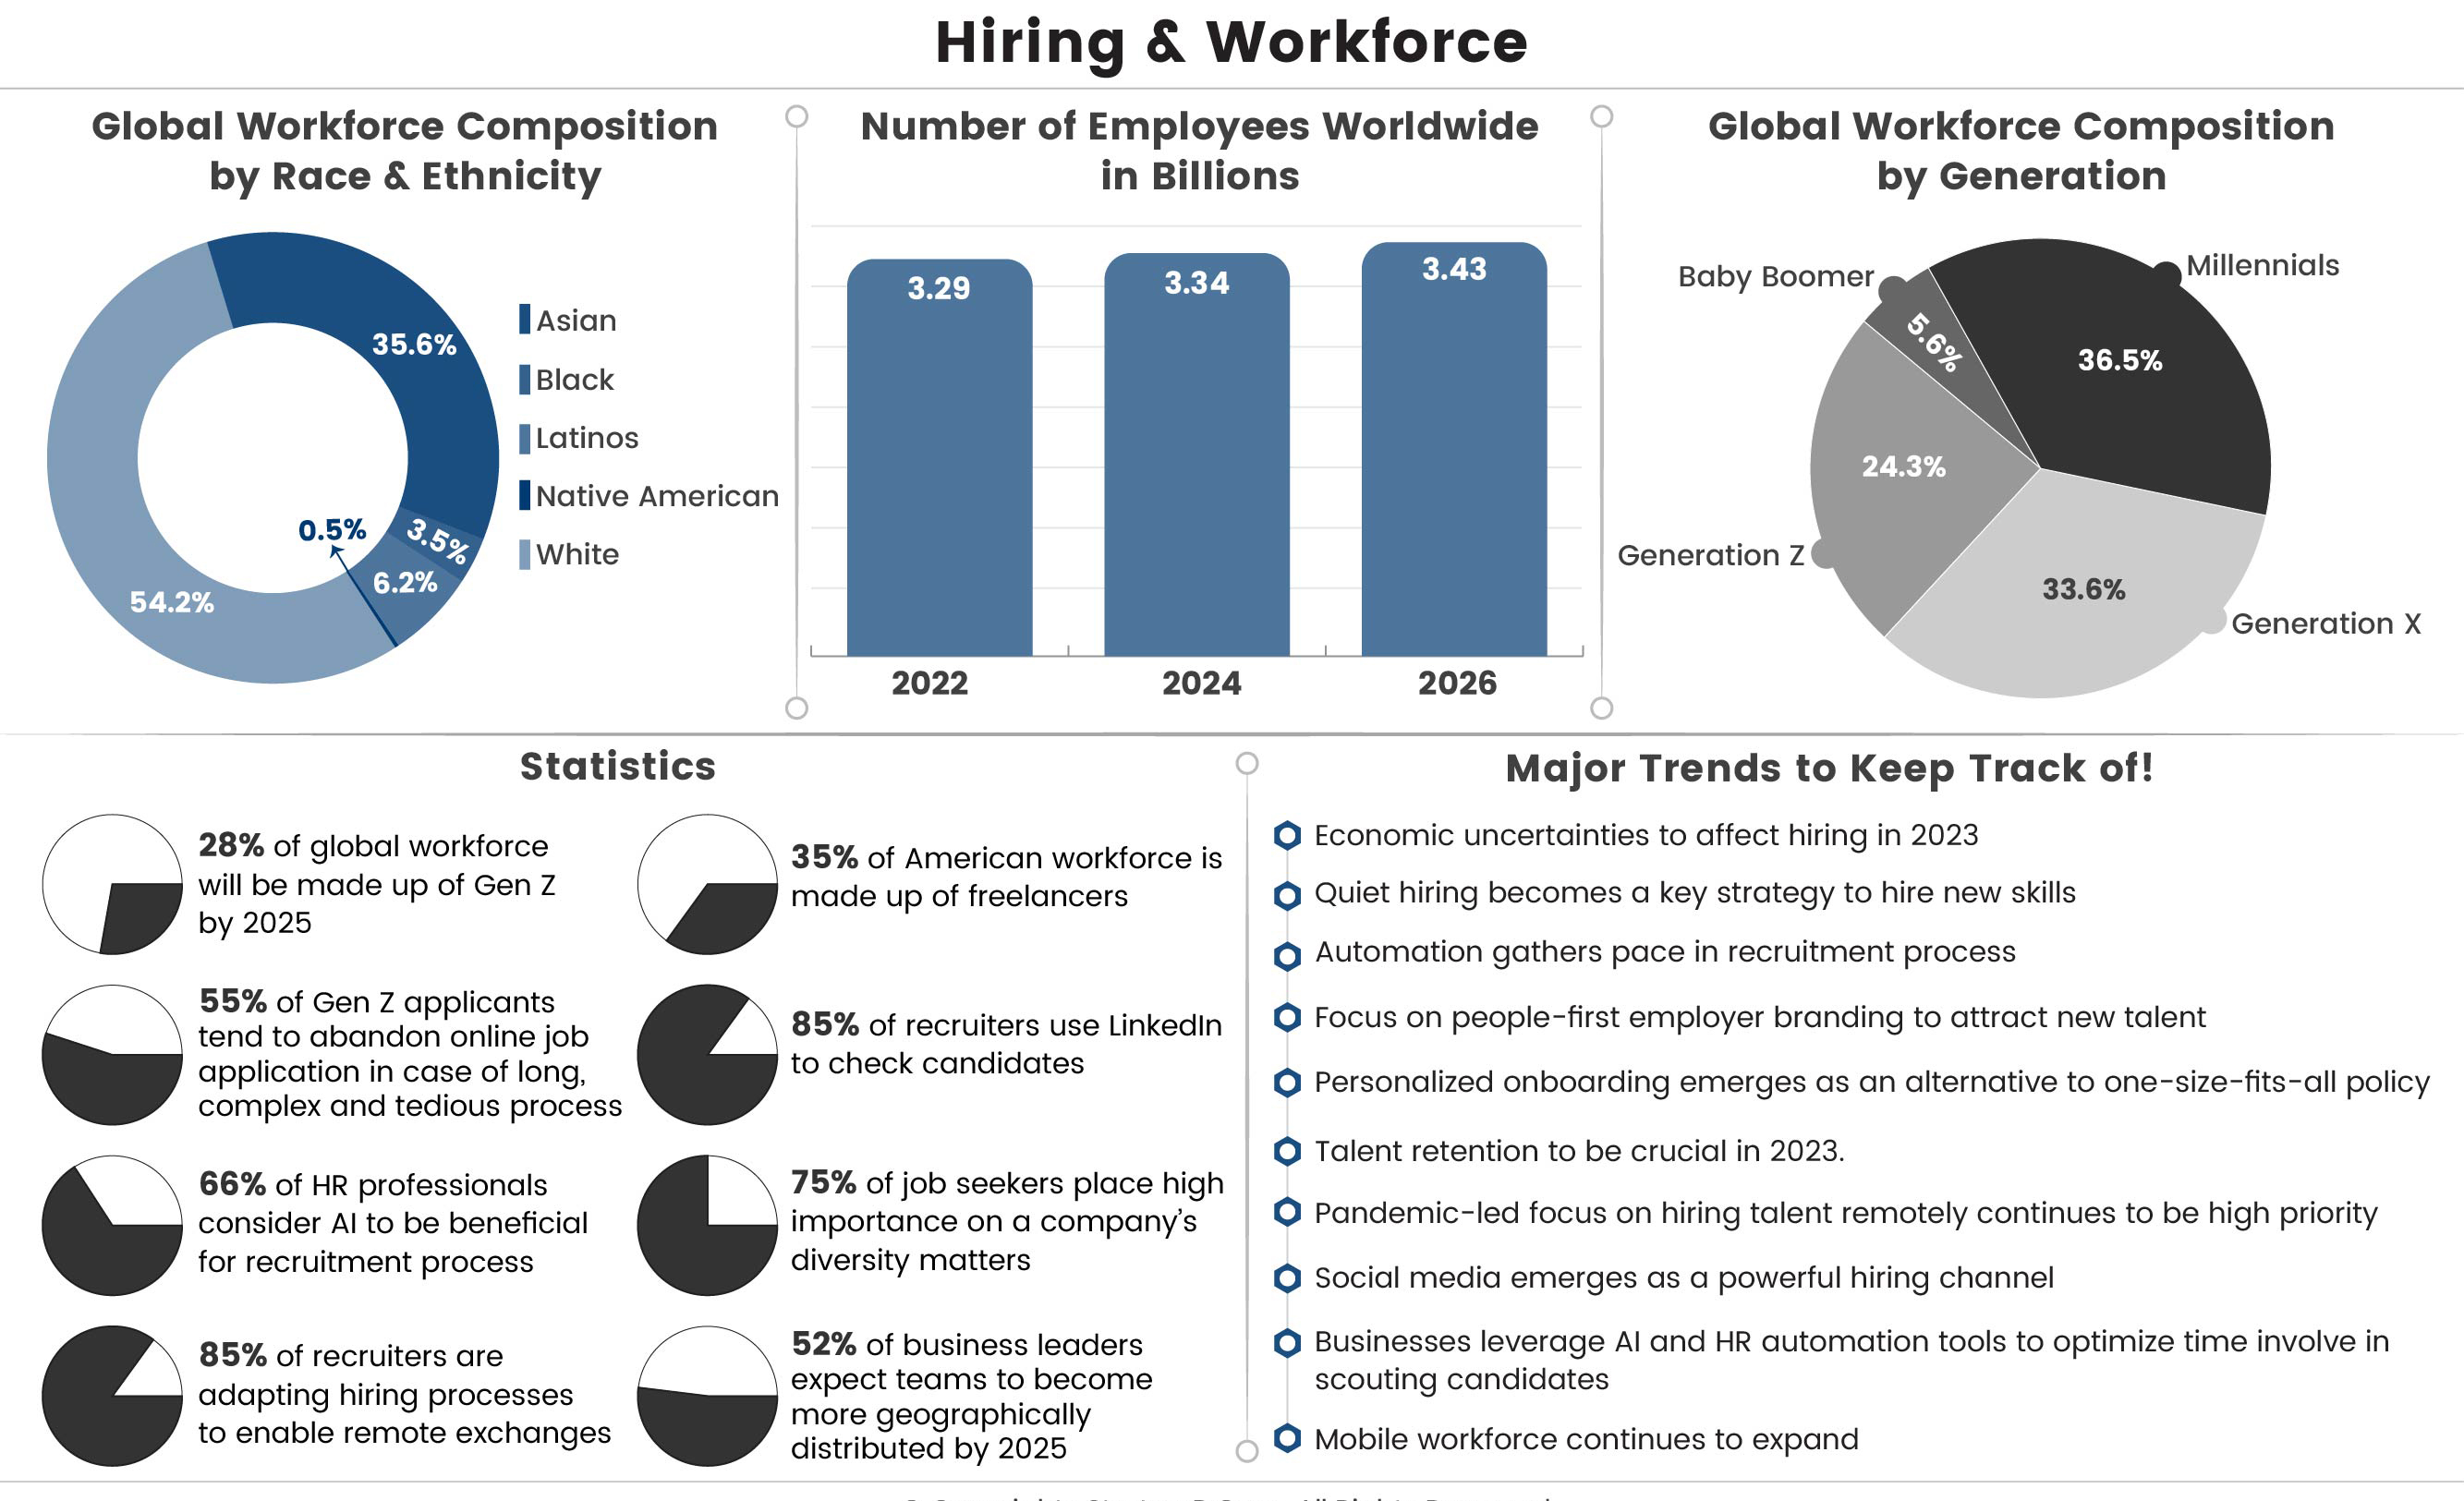 Hiring & Workforce
Global Workforce Composition
by Race & Ethnicity
35.6%
3.5%
6.2%
0.5%
54.2%
Asian
Black
Latinos
Native American
White
Number of Employees Worldwide
in Billions
3.29
3.34
3.43
2022
2024
2026
Global Workforce Composition
by Generation
Baby Boomer
Millennials
5.6%
36.5%
24.3%
Generation Z
33.6%
Generation X
Statistics
28% of global workforce
will be made up of Gen Z
by 2025
55% of Gen Z applicants
tend to abandon online job
application in case of long,
complex and tedious process
66% of HR professionals
consider AI to be beneficial
for recruitment process
85% of recruiters are
adapting hiring processes
to enable remote exchanges
35% of American workforce is
made up of freelancers
85% of recruiters use LinkedIn
to check candidates
75% of job seekers place high
importance on a company's
diversity matters
52% of business leaders
expect teams to become
more geographically
distributed by 2025
Major Trends to Keep Track of!
Economic uncertainties to affect hiring in 2023
Quiet hiring becomes a key strategy to hire new skills
Automation gathers pace in recruitment process
Focus on people-first employer branding to attract new talent
Personalized onboarding emerges as an alternative to one-size-fits-all policy
Talent retention to be crucial in 2023.
Pandemic-led focus on hiring talent remotely continues to be high priority
Social media emerges as a powerful hiring channel
Businesses leverage AI and HR automation tools to optimize time involve in
scouting candidates
Mobile workforce continues to expand